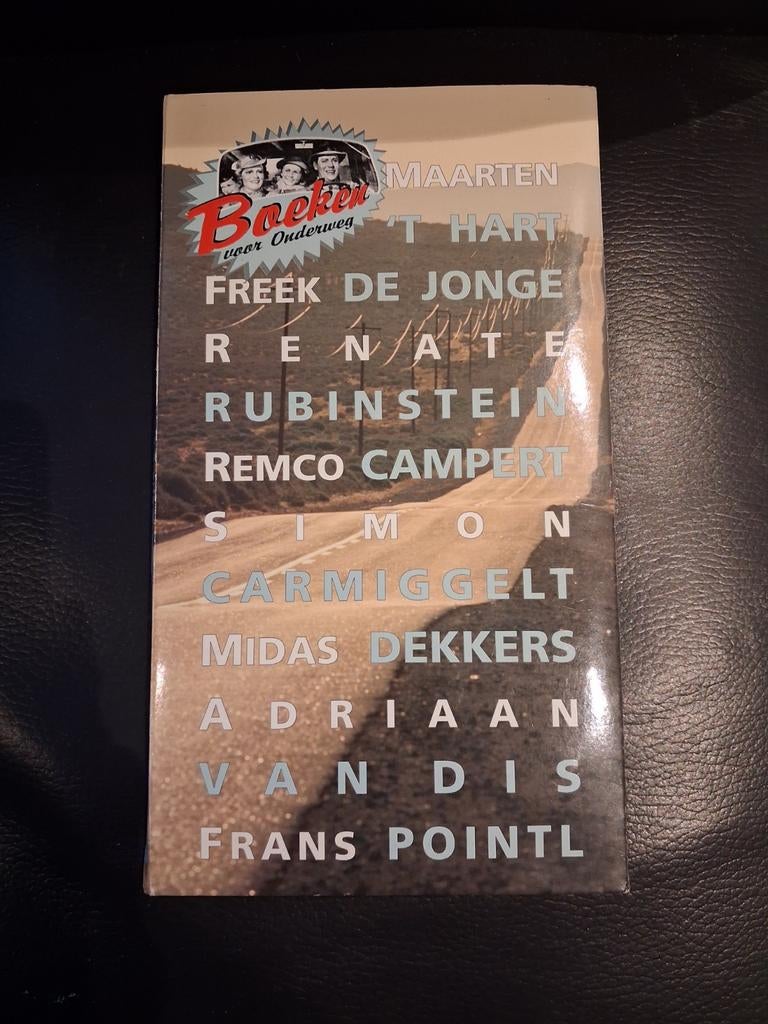 Boeken
voor Onderweg
MAARTEN
'T HART
FREEK DE JONGE
RENATE
RUBINSTEIN
REMCO CAMPERT
SIMON
CARMIGGELT
MIDAS DEKKERS
ADRIAAN
VAN DIS
FRANS POINTL